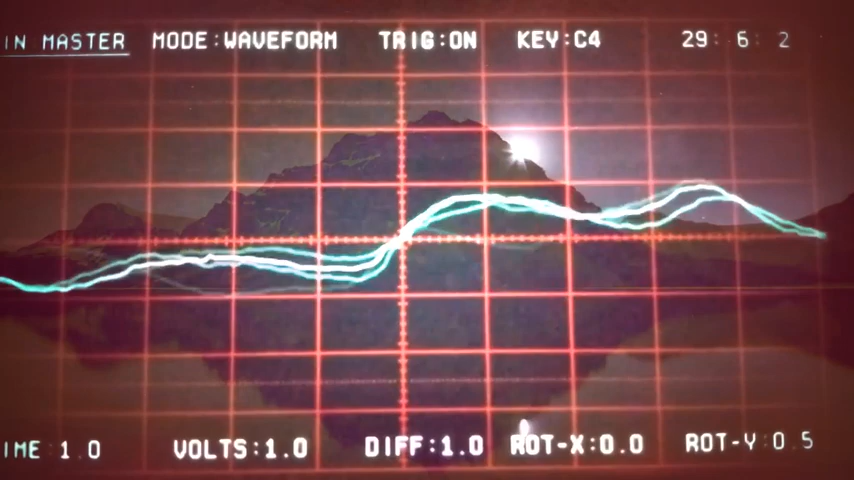 IN MASTER MODE:WAVEFORM TRIG:ON KEY:C4 29: 6: 2
IME:1.0 VOLTS:1.0 DIFF:1.0 ROT-X:0.0 ROT-Y:0.5